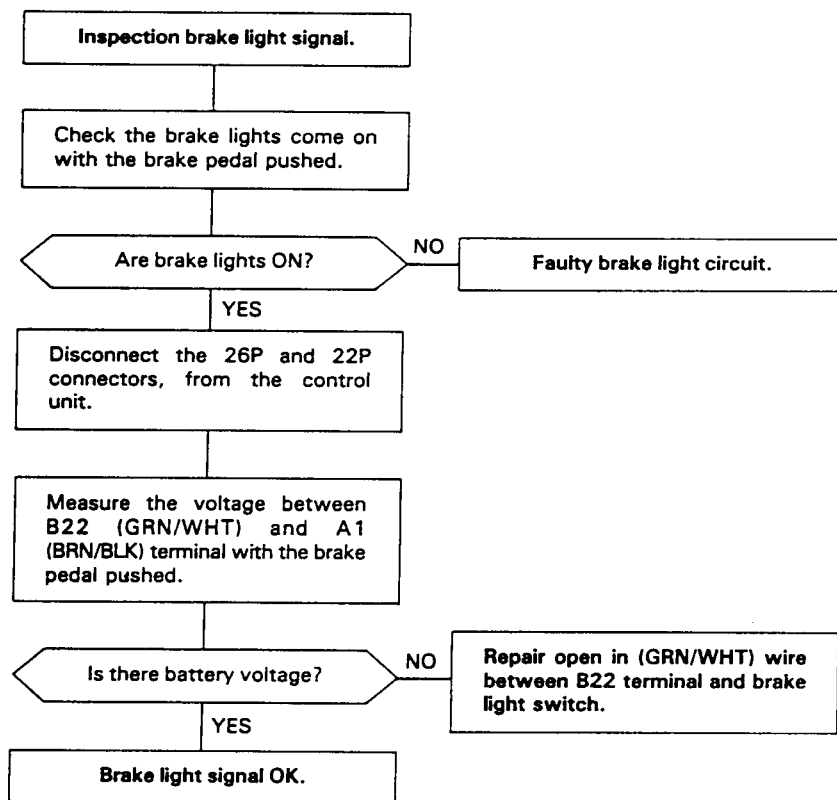 Inspection brake light signal.
Check the brake lights come on
with the brake pedal pushed.
Are brake lights ON?
NO
Faulty brake light circuit.
YES
Disconnect the 26P and 22P
connectors, from the control
unit.
Measure the voltage between
B22 (GRN/WHT) and A1
(BRN/BLK) terminal with the brake
pedal pushed.
Is there battery voltage?
NO
Repair open in (GRN/WHT) wire
between B22 terminal and brake
light switch.
YES
Brake light signal OK.